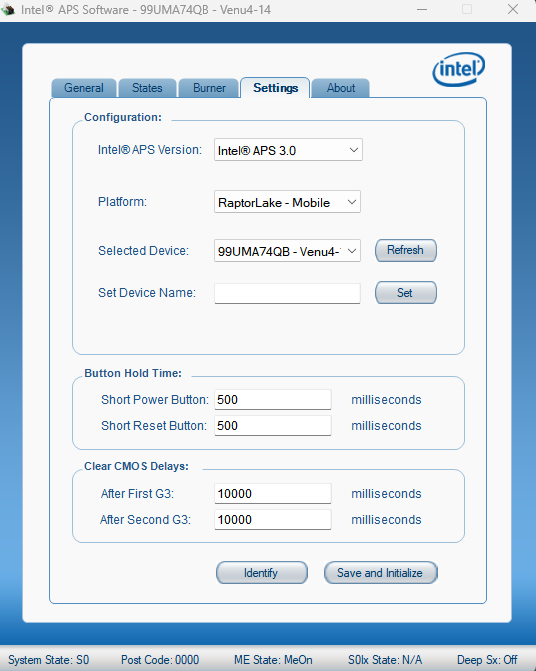 Intel® APS Software - 99UMA74QB - Venu4-14
intel
General States Burner Settings About
Configuration:
Intel® APS Version: Intel® APS 3.0
Platform: RaptorLake - Mobile
Selected Device: 99UMA74QB - Venu4- Refresh
Set Device Name: Set
Button Hold Time:
Short Power Button: 500 milliseconds
Short Reset Button: 500 milliseconds
Clear CMOS Delays:
After First G3: 10000 milliseconds
After Second G3: 10000 milliseconds
Identify Save and Initialize
System State: S0 Post Code: 0000 ME State: MeOn S0Ix State: N/A Deep Sx: Off